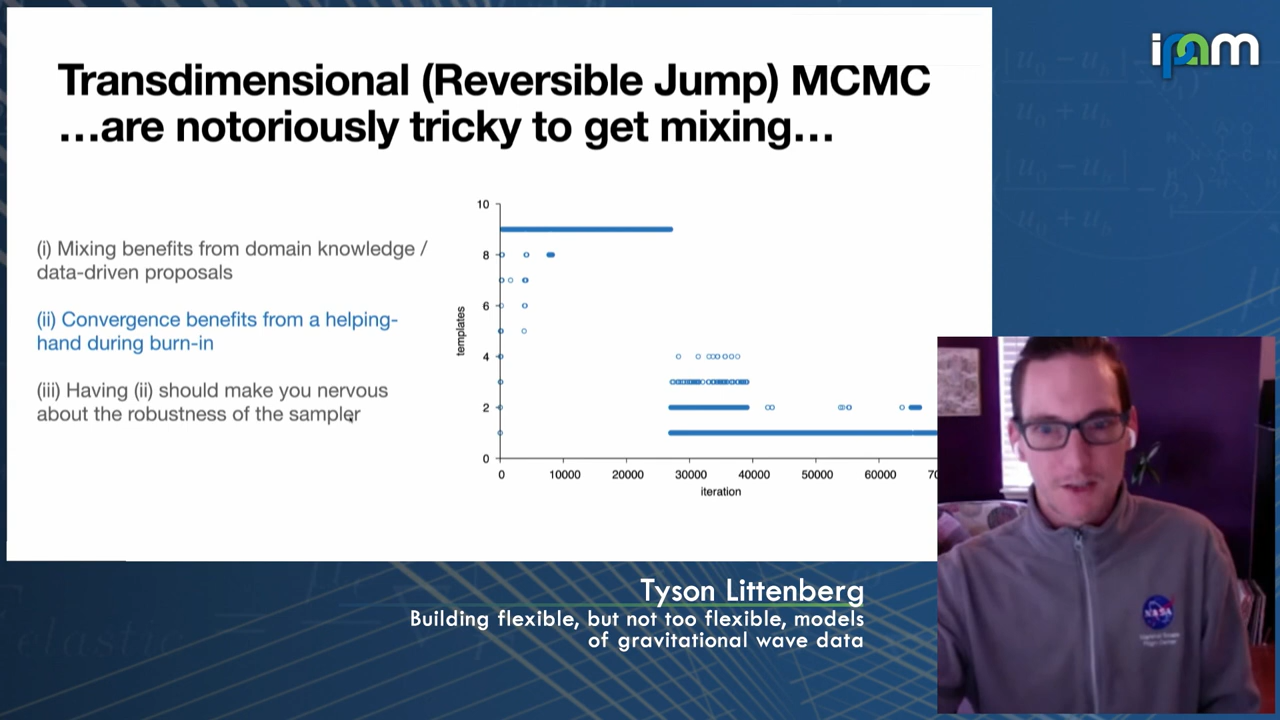 ipam
Transdimensional (Reversible Jump) MCMC
...are notoriously tricky to get mixing...
(i) Mixing benefits from domain knowledge /
data-driven proposals
(ii) Convergence benefits from a helping-
hand during burn-in
(iii) Having (ii) should make you nervous
about the robustness of the sampler
10
8
6
4
2
0
templates
0 10000 20000 30000 40000 50000 60000
iteration
Tyson Littenberg
Building flexible, but not too flexible, models
of gravitational wave data
NASA